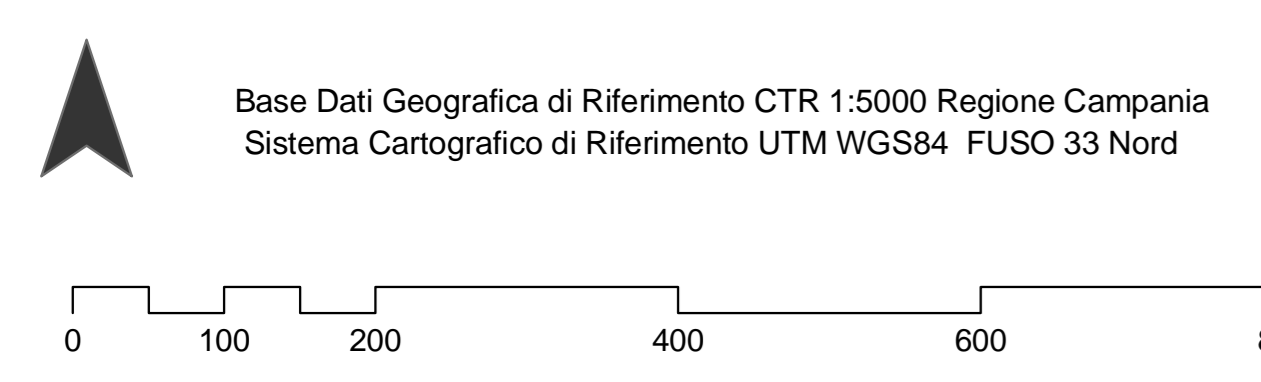 Base Dati Geografica di Riferimento CTR 1:5000 Regione Campania
Sistema Cartografico di Riferimento UTM WGS84 FUSO 33 Nord
0 100 200 400 600